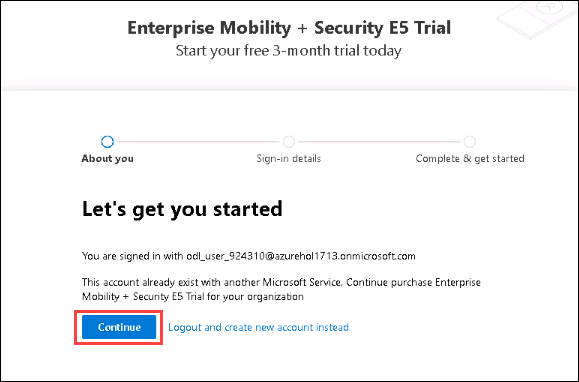 Enterprise Mobility + Security E5 Trial
Start your free 3-month trial today
About you
Sign-in details
Complete & get started
Let's get you started
You are signed in with odl_user_924310@azurehol1713.onmicrosoft.com
This account already exist with another Microsoft Service, Continue purchase Enterprise
Mobility + Security E5 Trial for your organization
Continue
Logout and create new account instead